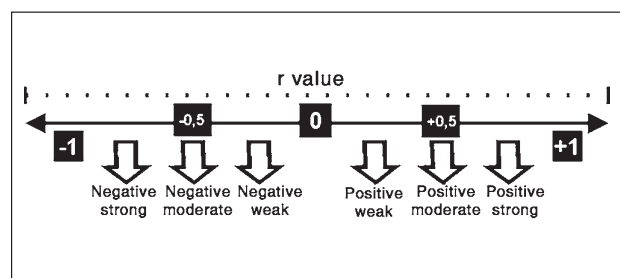 r value
-0,5 0 +0,5
-1 +1
Negative strong Negative moderate Negative weak Positive weak Positive moderate Positive strong